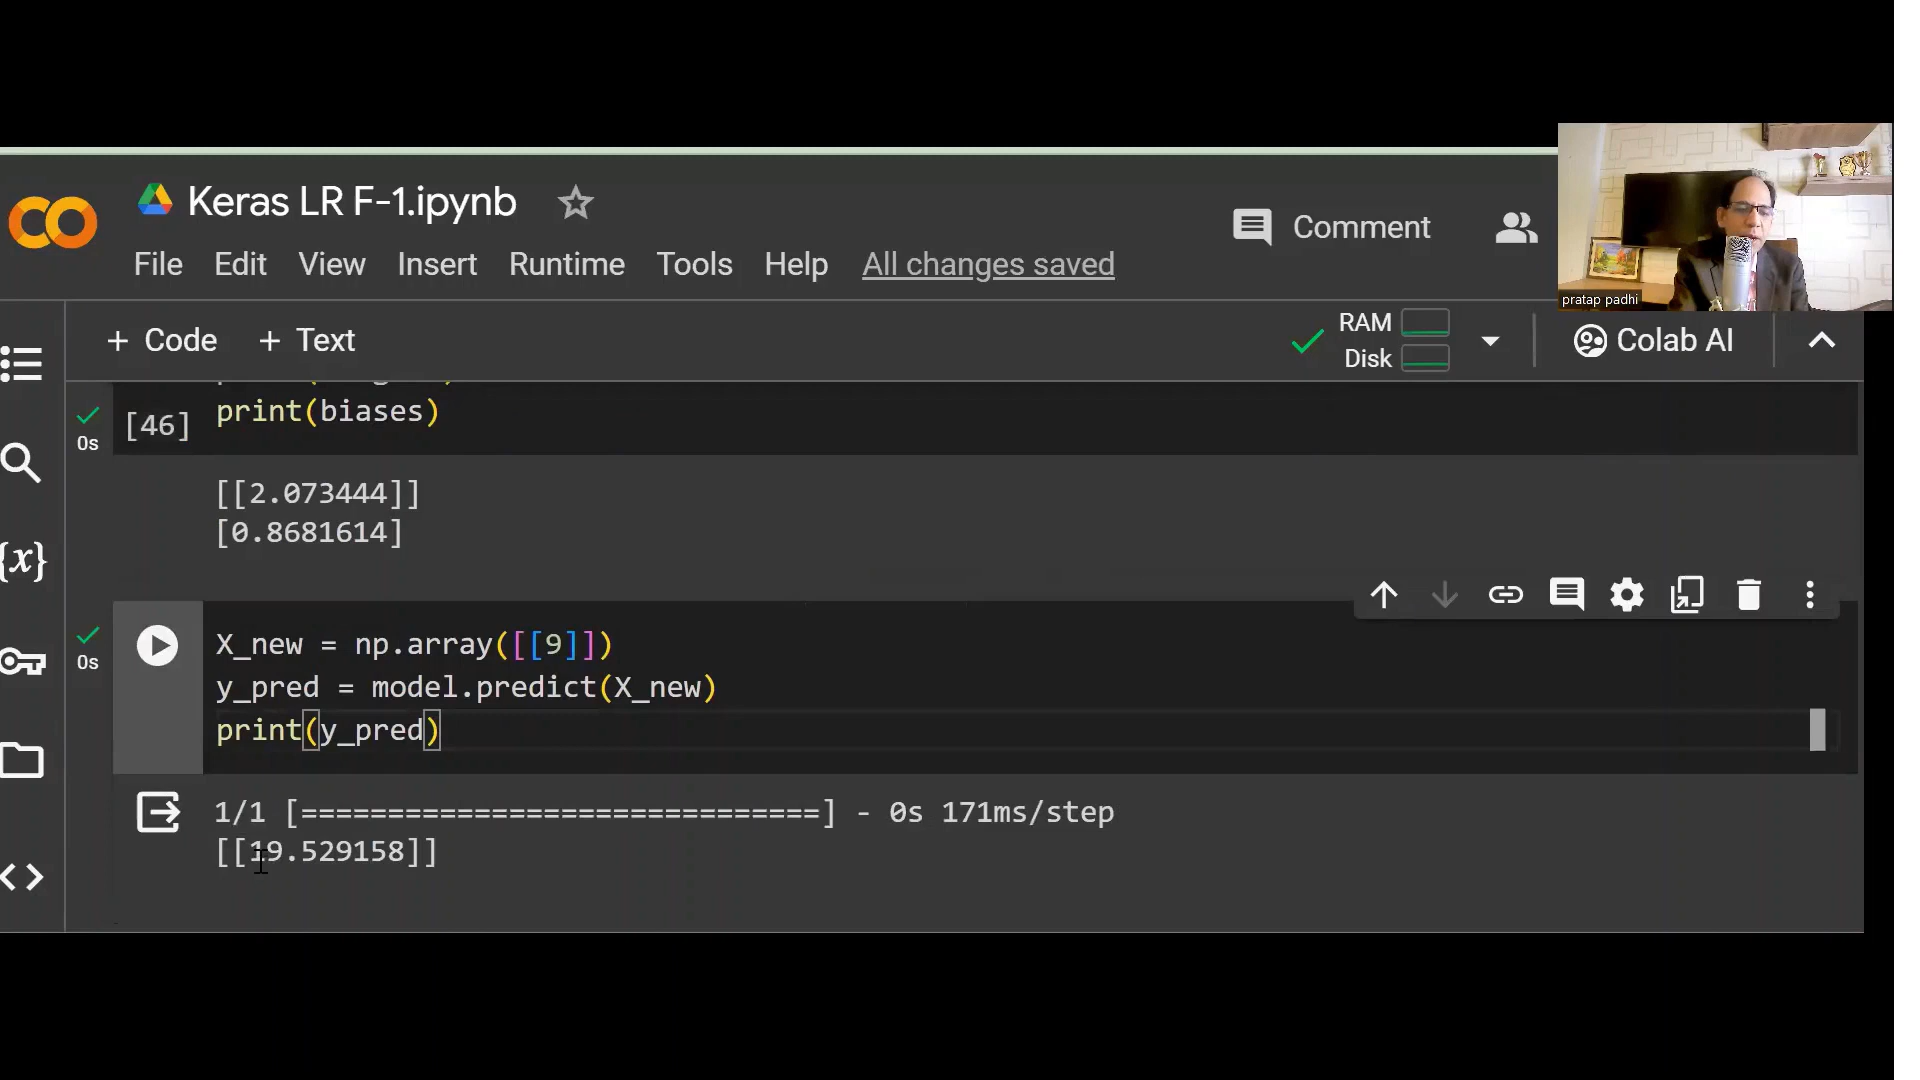 Keras LR F-1.ipynb
Comment
pratap padhi
File Edit View Insert Runtime Tools Help All changes saved
+ Code + Text
RAM
Disk
Colab AI
print(biases)
[46]
0s
[[2.073444]]
[0.8681614]
{x}
0s
X_new = np.array([[9]])
y_pred = model.predict(X_new)
print(y_pred)
1/1 [==============================] - 0s 171ms/step
[[19.529158]]